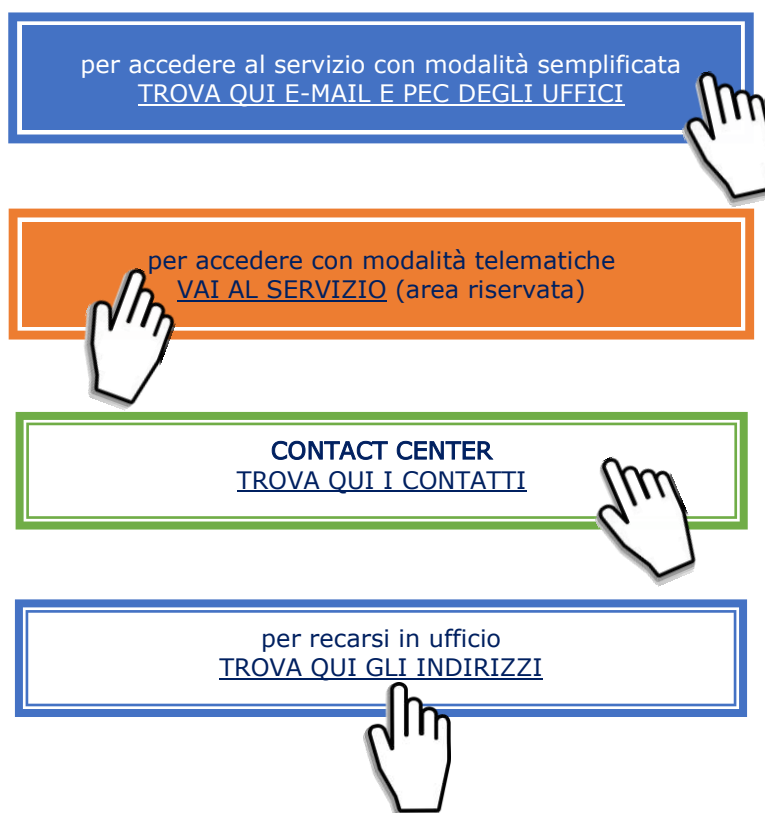 per accedere al servizio con modalità semplificata
TROVA QUI E-MAIL E PEC DEGLI UFFICI
per accedere con modalità telematiche
VAI AL SERVIZIO (area riservata)
CONTACT CENTER
TROVA QUI I CONTATTI
per recarsi in ufficio
TROVA QUI GLI INDIRIZZI